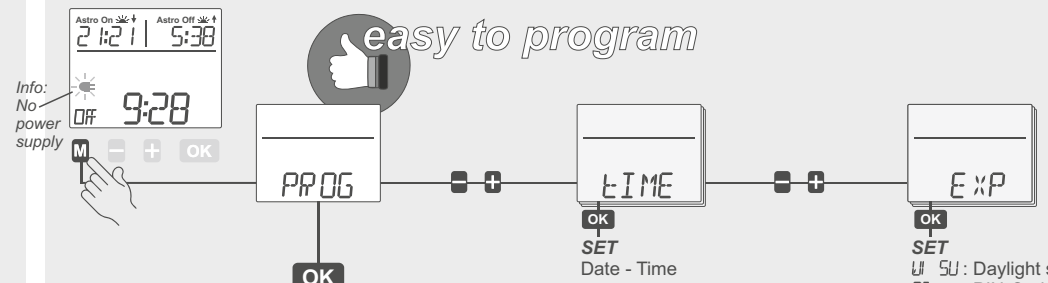 Astro On Astro Off
21:21 5:38
easy to program
Info:
No
power
supply
OFF 9:28
M - + OK
PROG - + tIME - + EXP
OK OK OK
SET SET
Date - Time WI SU : Daylight s